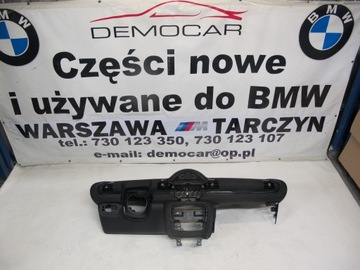 BMW
DEMOCAR
BMW
Części nowe
i używane do BMW
WARSZAWA M TARCZYN
tel.: 730 123 350, 730 123 107
e-mail: democar@op.pl